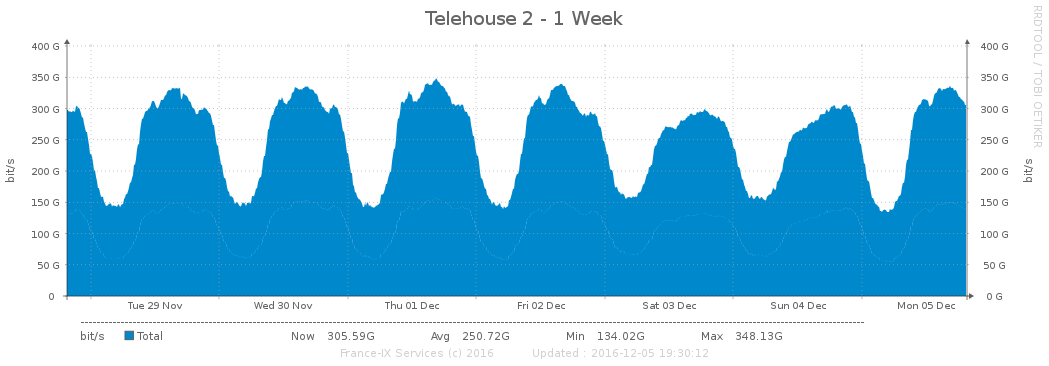 Telehouse 2 - 1 Week
RRDTOOL / TOBI OETIKER
400 G 400 G
350 G 350 G
300 G 300 G
250 G 250 G
200 G 200 G
150 G 150 G
100 G 100 G
50 G 50 G
0 0 G
bit/s bit/s
Tue 29 Nov Wed 30 Nov Thu 01 Dec Fri 02 Dec Sat 03 Dec Sun 04 Dec Mon 05 Dec
bit/s Total Now 305.59G Avg 250.72G Min 134.02G Max 348.13G
France-IX Services (c) 2016 Updated : 2016-12-05 19:30:12